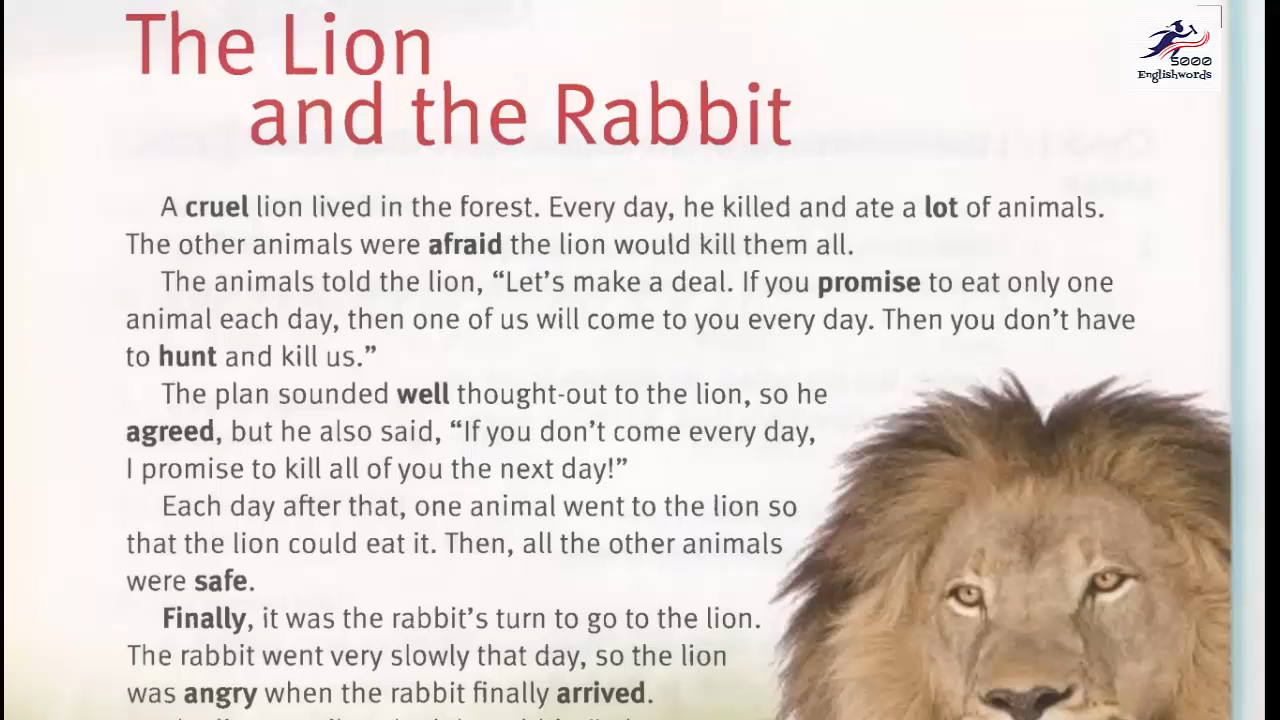 The Lion
and the Rabbit
5000
Englishwords
A cruel lion lived in the forest. Every day, he killed and ate a lot of animals.
The other animals were afraid the lion would kill them all.
The animals told the lion, “Let’s make a deal. If you promise to eat only one
animal each day, then one of us will come to you every day. Then you don’t have
to hunt and kill us.”
The plan sounded well thought-out to the lion, so he
agreed, but he also said, “If you don’t come every day,
I promise to kill all of you the next day!”
Each day after that, one animal went to the lion so
that the lion could eat it. Then, all the other animals
were safe.
Finally, it was the rabbit’s turn to go to the lion.
The rabbit went very slowly that day, so the lion
was angry when the rabbit finally arrived.